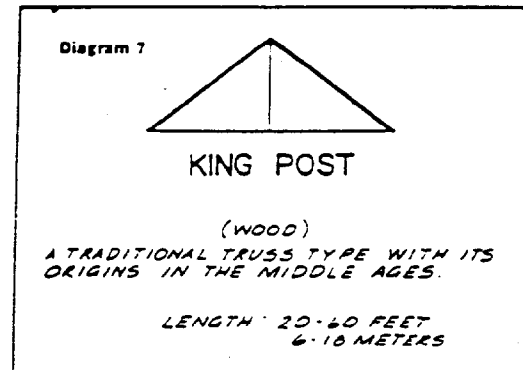 Diagram 7
KING POST
(WOOD)
A TRADITIONAL TRUSS TYPE WITH ITS
ORIGINS IN THE MIDDLE AGES.
LENGTH: 20-60 FEET
6-18 METERS